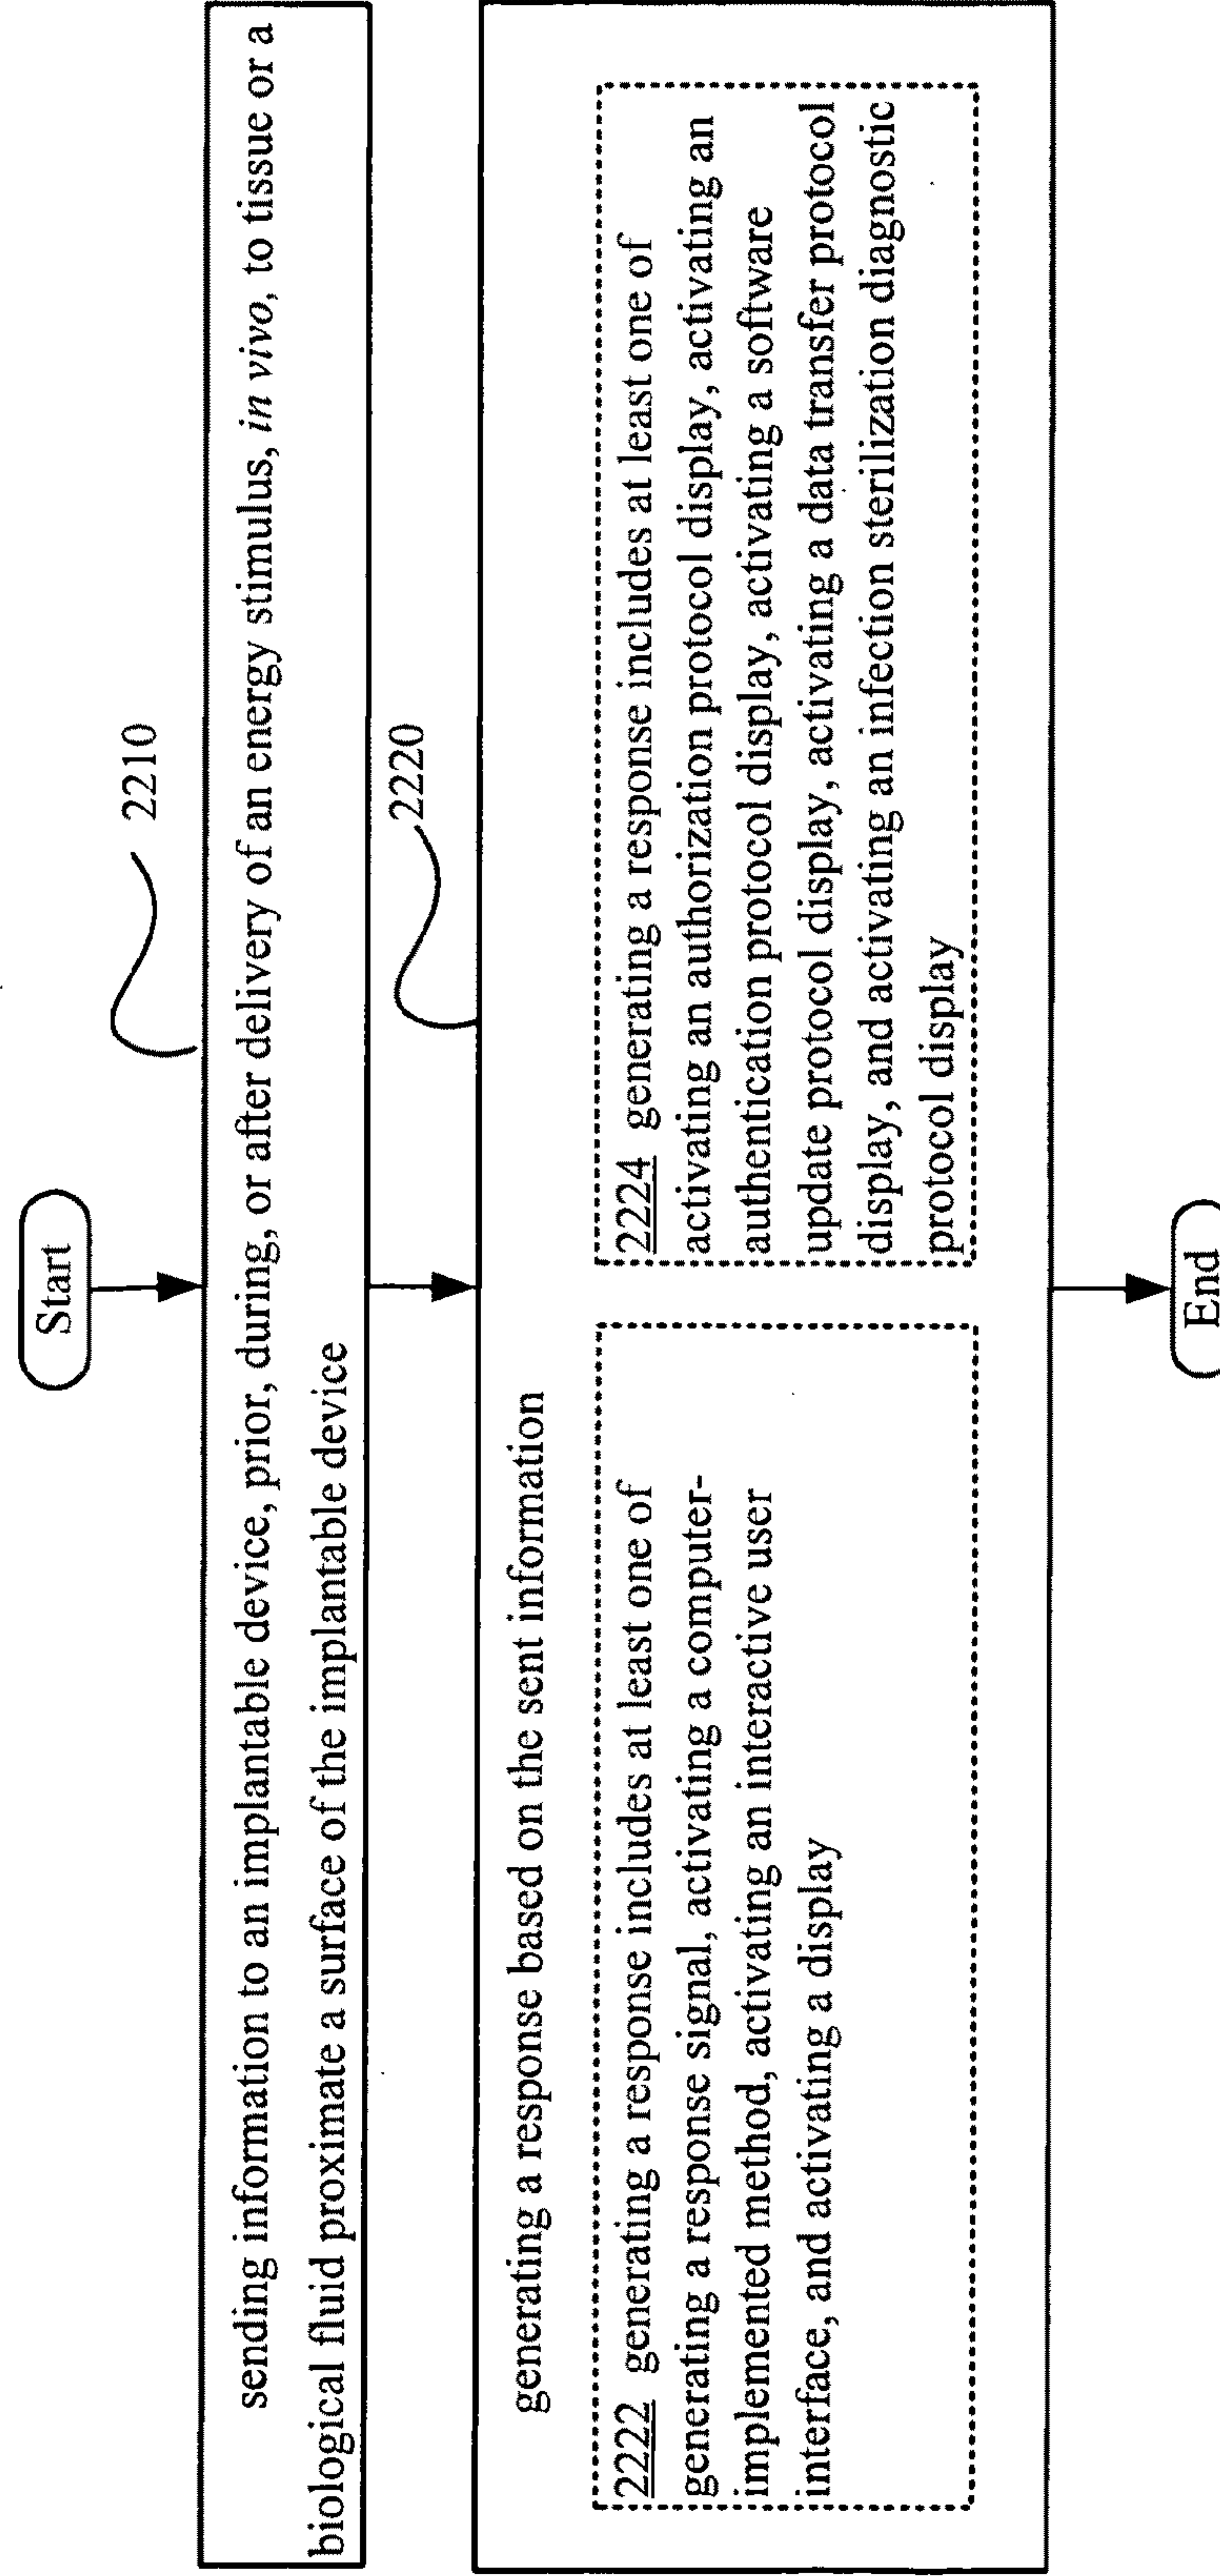 Start
2210
sending information to an implantable device, prior, during, or after delivery of an energy stimulus, in vivo, to tissue or a
biological fluid proximate a surface of the implantable device
2220
generating a response based on the sent information
2222 generating a response includes at least one of
generating a response signal, activating a computer-
implemented method, activating an interactive user
interface, and activating a display
2224 generating a response includes at least one of
activating an authorization protocol display, activating an
authentication protocol display, activating a software
update protocol display, activating a data transfer protocol
display, and activating an infection sterilization diagnostic
protocol display
End